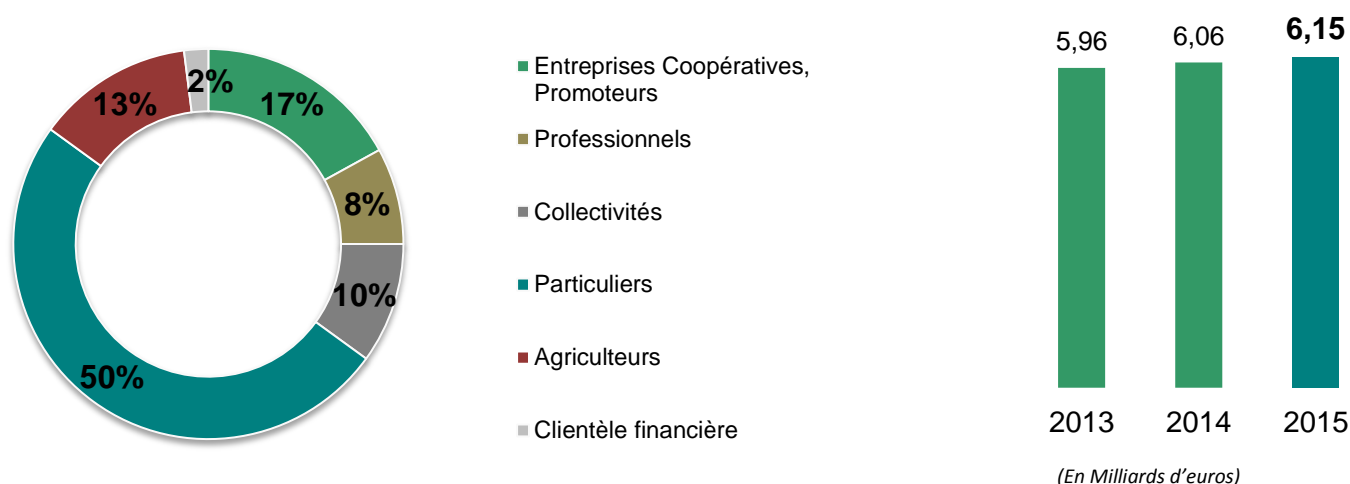 17%
8%
10%
50%
13%
2%
Entreprises Coopératives,
Promoteurs
Professionnels
Collectivités
Particuliers
Agriculteurs
Clientèle financière
5,96
6,06
6,15
2013
2014
2015
(En Milliards d’euros)